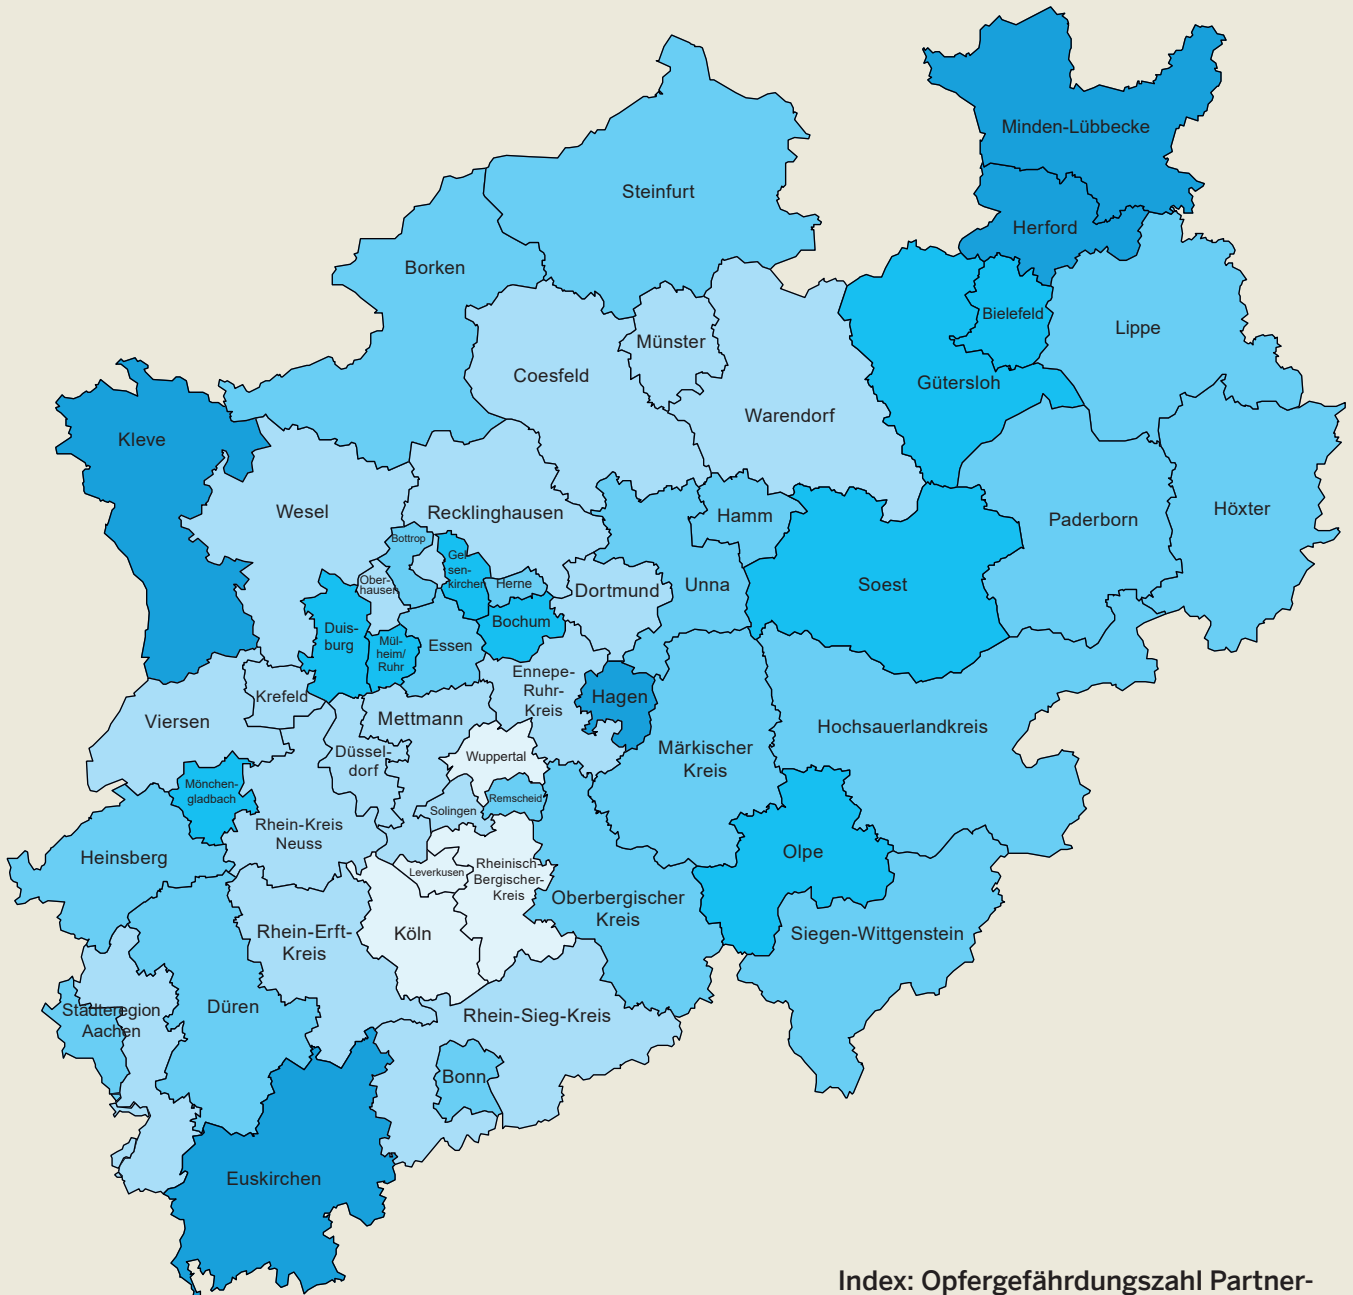 Minden-Lübbecke
Steinfurt
Herford
Borken
Bielefeld
Lippe
Münster
Coesfeld
Gütersloh
Warendorf
Kleve
Wesel
Recklinghausen
Hamm
Höxter
Paderborn
Bottrop
Gel-
sen-
kirchen
Ober-
hausen
Herne
Dortmund
Unna
Soest
Bochum
Duis-
burg
Mül-
heim/
Ruhr
Essen
Ennepe-
Ruhr-
Kreis
Hagen
Krefeld
Viersen
Mettmann
Hochsauerlandkreis
Düssel-
dorf
Wuppertal
Märkischer
Kreis
Mönchen-
gladbach
Remscheid
Solingen
Rhein-Kreis
Neuss
Heinsberg
Olpe
Leverkusen
Rheinisch-
Bergischer-
Kreis
Oberbergischer
Kreis
Rhein-Erft-
Kreis
Köln
Siegen-Wittgenstein
Städteregion
Aachen
Düren
Rhein-Sieg-Kreis
Bonn
Euskirchen
Index: Opfergefährdungszahl Partner-